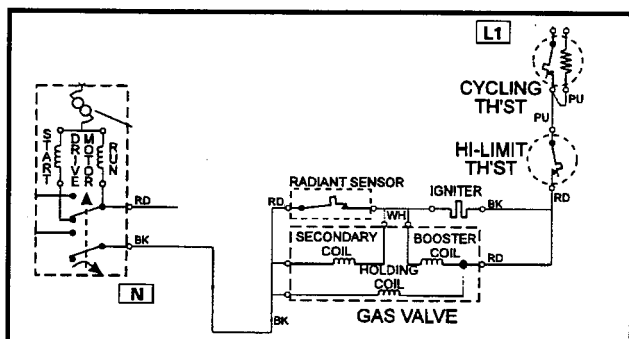 L1
CYCLING
TH'ST
PU
PU
HI-LIMIT
TH'ST
START
DRIVE
MOTOR
RUN
RD
BK
N
RADIANT SENSOR
RD
WH
IGNITER
BK
RD
SECONDARY
COIL
BOOSTER
COIL
HOLDING
COIL
RD
BK
GAS VALVE